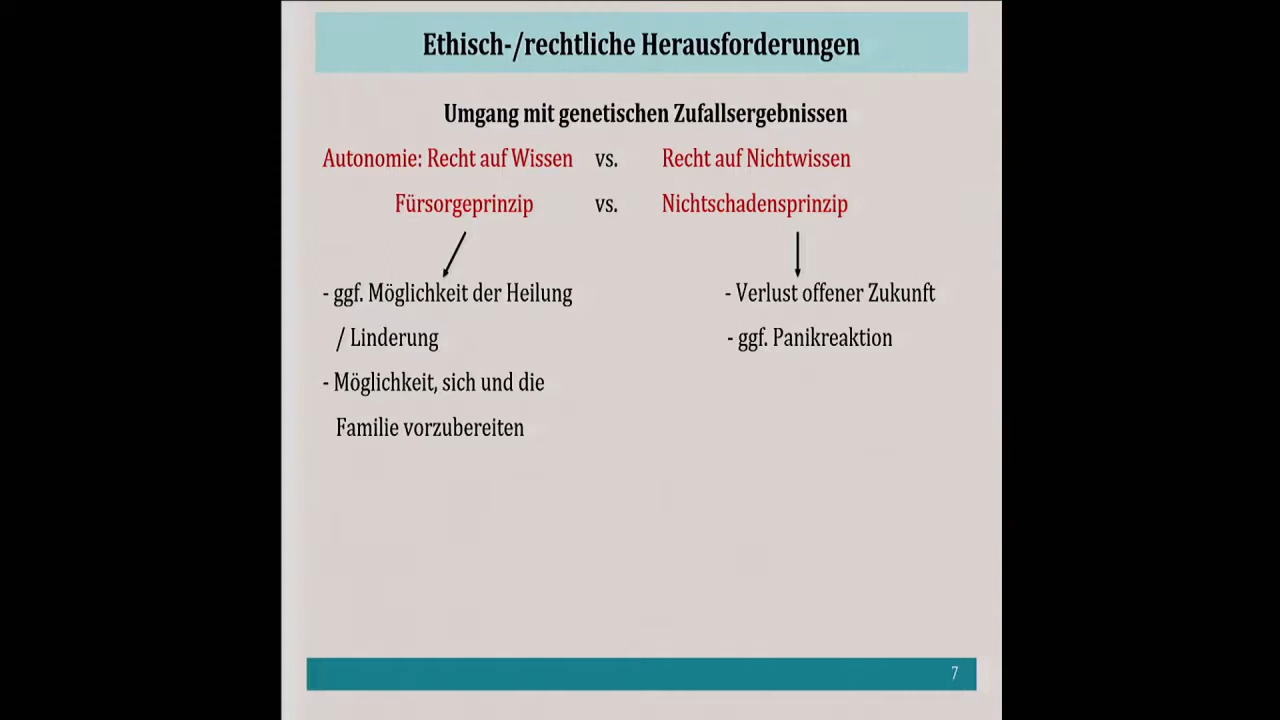 Ethisch-/rechtliche Herausforderungen
Umgang mit genetischen Zufallsergebnissen
Autonomie: Recht auf Wissen vs. Recht auf Nichtwissen
Fürsorgeprinzip vs. Nichtschadensprinzip
- ggf. Möglichkeit der Heilung - Verlust offener Zukunft
/ Linderung - ggf. Panikreaktion
- Möglichkeit, sich und die
Familie vorzubereiten
7